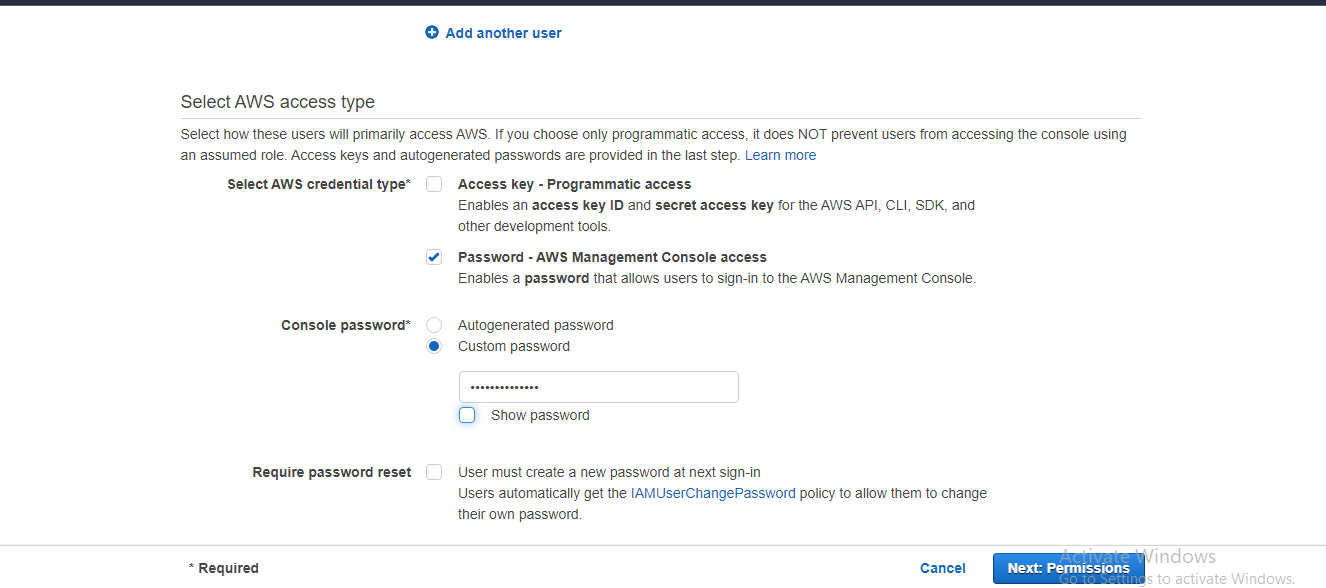 Add another user
Select AWS access type
Select how these users will primarily access AWS. If you choose only programmatic access, it does NOT prevent users from accessing the console using
an assumed role. Access keys and autogenerated passwords are provided in the last step. Learn more
Select AWS credential type*
Access key - Programmatic access
Enables an access key ID and secret access key for the AWS API, CLI, SDK, and
other development tools.
Password - AWS Management Console access
Enables a password that allows users to sign-in to the AWS Management Console.
Console password*
Autogenerated password
Custom password
••••••••••••••
Show password
Require password reset
User must create a new password at next sign-in
Users automatically get the IAMUserChangePassword policy to allow them to change
their own password.
* Required
Cancel
Next: Permissions
Activate Windows
Go to Settings to activate Windows.